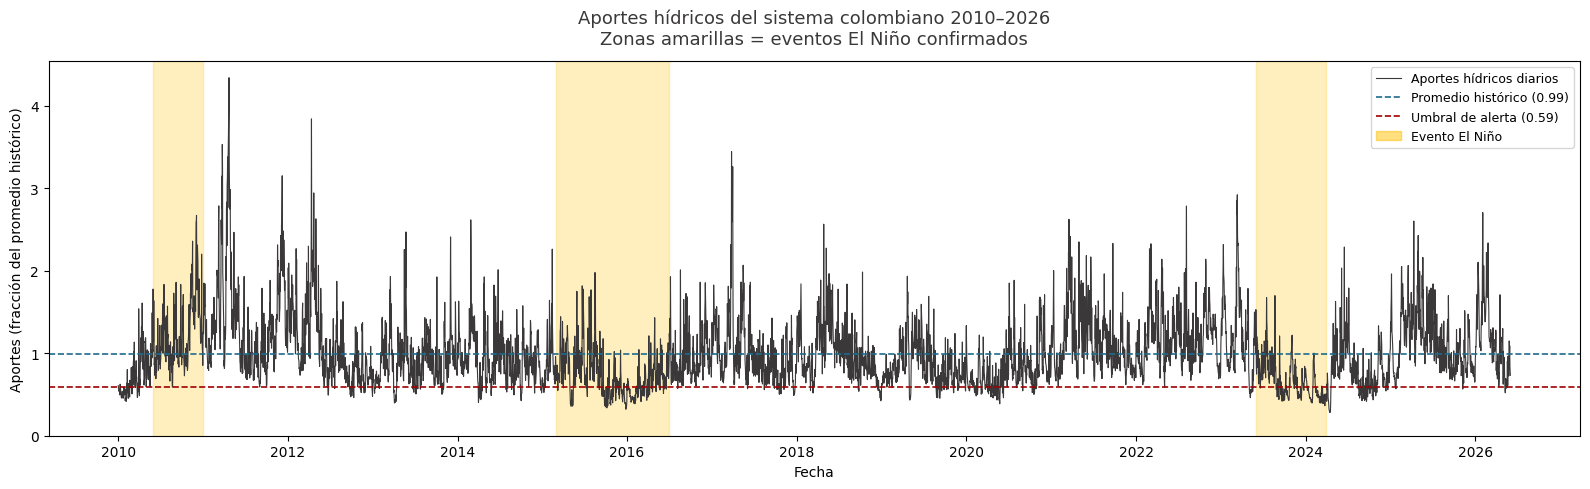 Aportes hídricos del sistema colombiano 2010–2026
Zonas amarillas = eventos El Niño confirmados
Aportes (fracción del promedio histórico)
4
3
2
1
0
Aportes hídricos diarios
Promedio histórico (0.99)
Umbral de alerta (0.59)
Evento El Niño
2010 2012 2014 2016 2018 2020 2022 2024 2026
Fecha